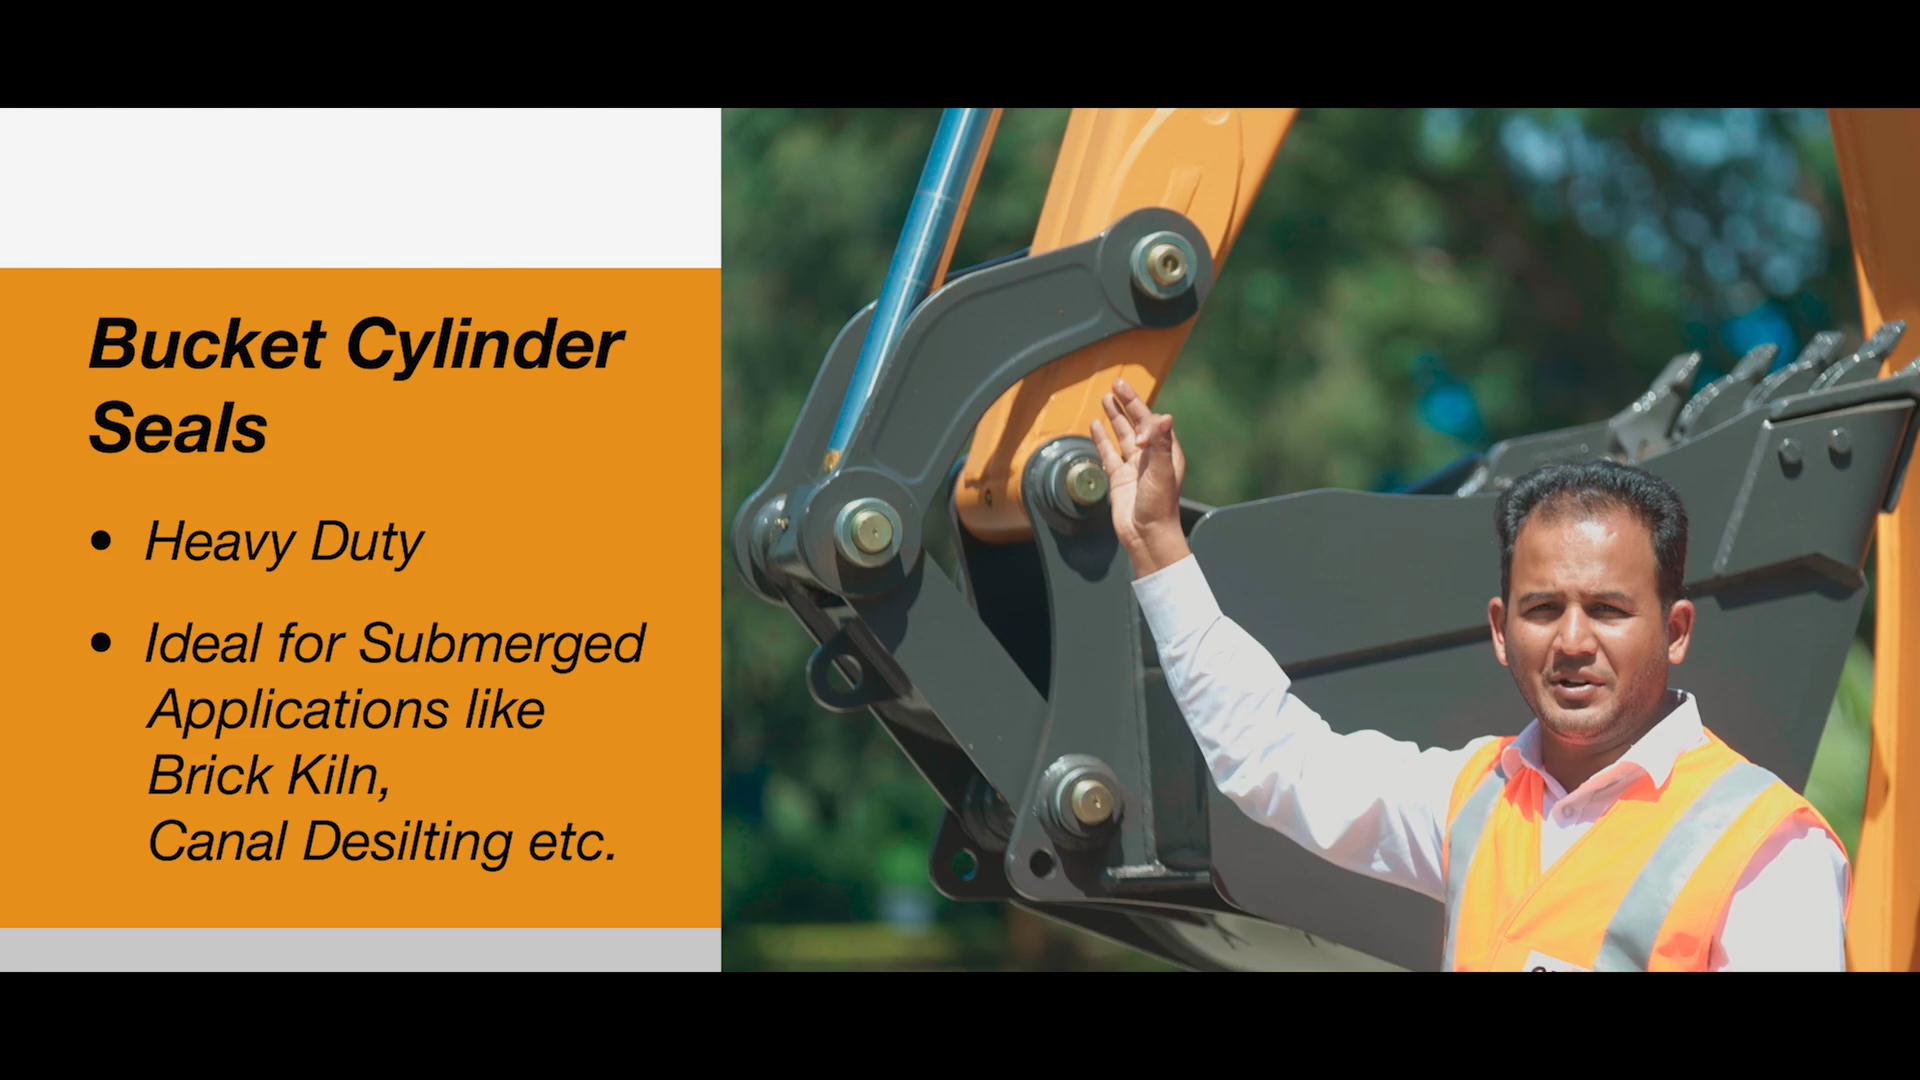 Bucket Cylinder
Seals
• Heavy Duty
• Ideal for Submerged
Applications like
Brick Kiln,
Canal Desilting etc.